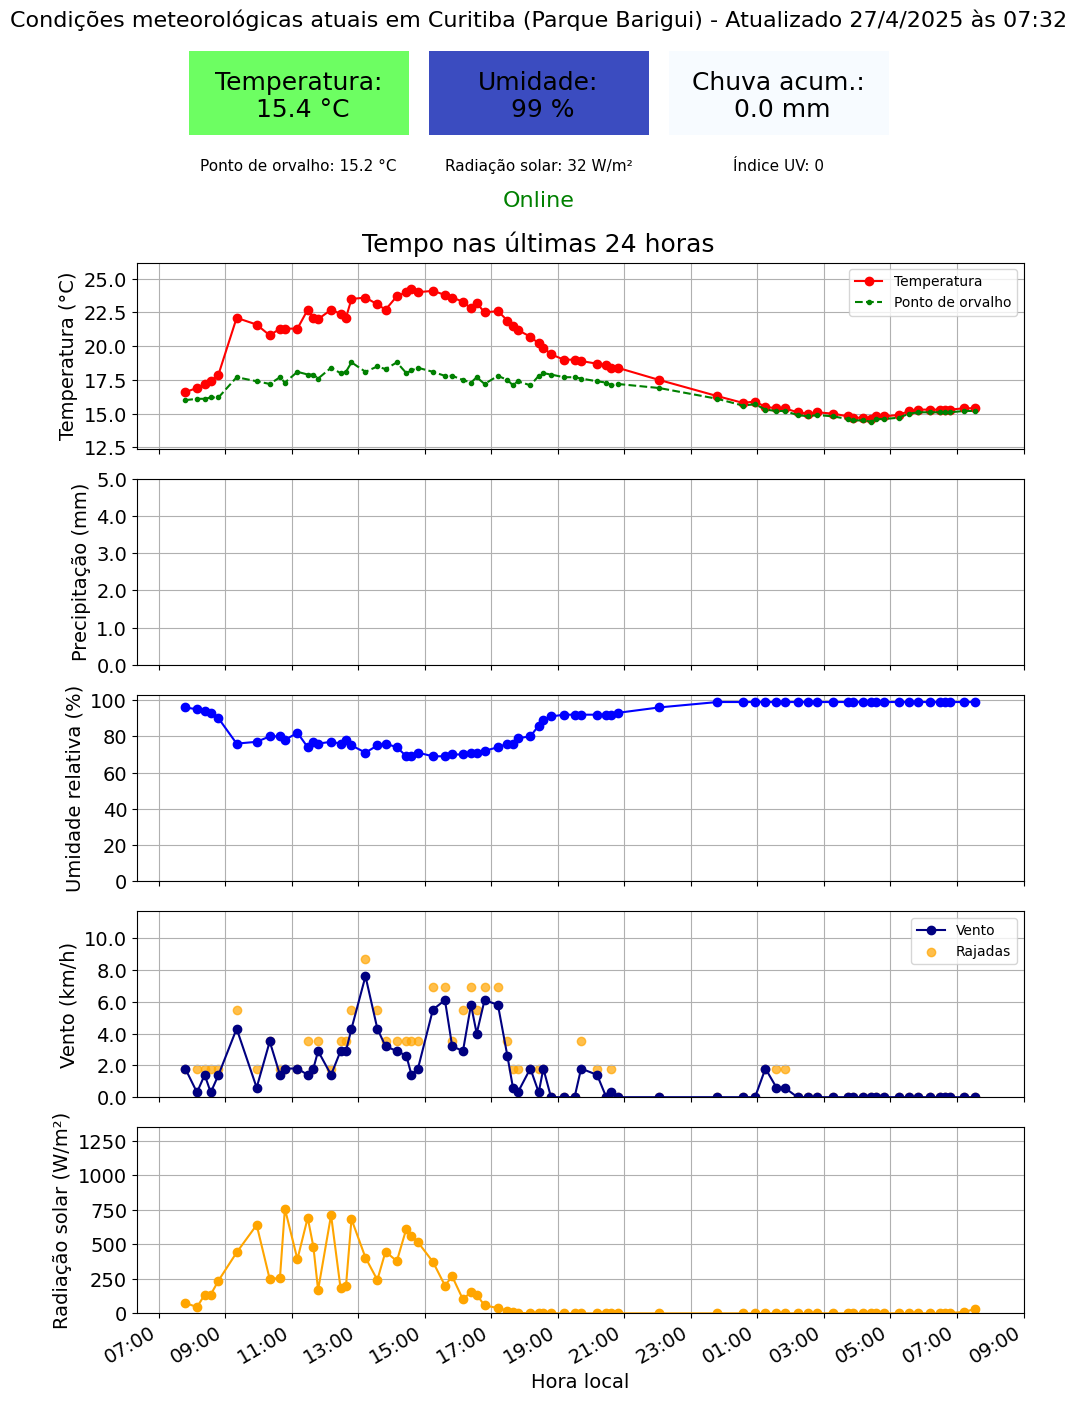 Condições meteorológicas atuais em Curitiba (Parque Barigui) - Atualizado 27/4/2025 às 07:32
Temperatura:
15.4 °C
Umidade:
99 %
Chuva acum.:
0.0 mm
Ponto de orvalho: 15.2 °C
Radiação solar: 32 W/m²
Índice UV: 0
Online
Tempo nas últimas 24 horas
Temperatura (°C)
25.0
22.5
20.0
17.5
15.0
12.5
Temperatura
Ponto de orvalho
Precipitação (mm)
5.0
4.0
3.0
2.0
1.0
0.0
Umidade relativa (%)
100
80
60
40
20
0
Vento (km/h)
10.0
8.0
6.0
4.0
2.0
0.0
Vento
Rajadas
Radiação solar (W/m²)
1250
1000
750
500
250
0
07:00
09:00
11:00
13:00
15:00
17:00
19:00
21:00
23:00
01:00
03:00
05:00
07:00
09:00
Hora local